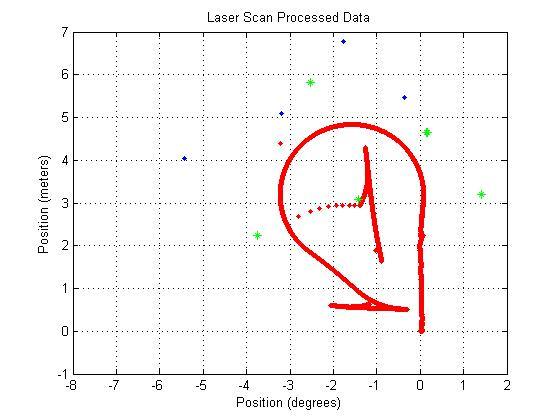 Laser Scan Processed Data
7
6
5
4
3
2
1
0
-1
Position (meters)
-8 -7 -6 -5 -4 -3 -2 -1 0 1 2
Position (degrees)